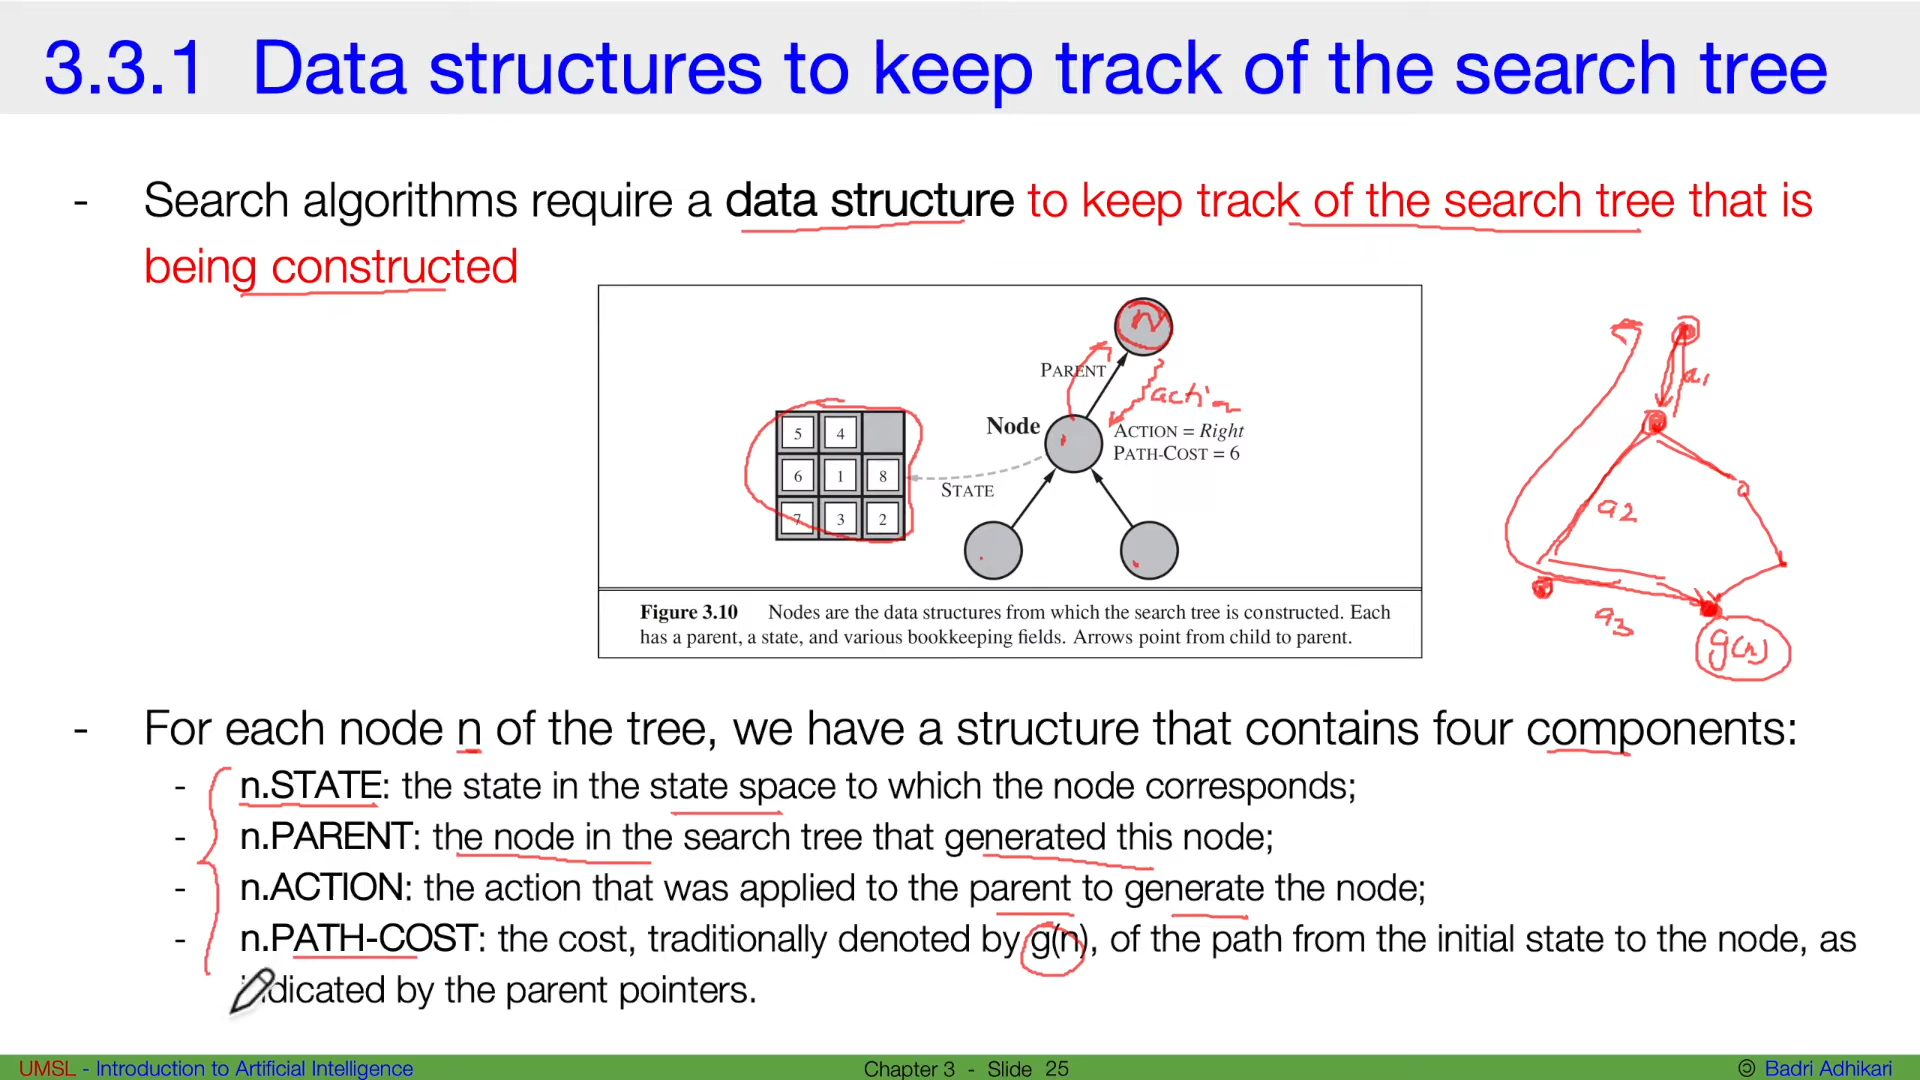 3.3.1 Data structures to keep track of the search tree
- Search algorithms require a data structure to keep track of the search tree that is
being constructed
N
PARENT
acti
Node
ACTION = Right
PATH-COST = 6
STATE
5 4
6 1 8
7 3 2
Figure 3.10 Nodes are the data structures from which the search tree is constructed. Each
has a parent, a state, and various bookkeeping fields. Arrows point from child to parent.
a1
a2
a3
g(n)
- For each node n of the tree, we have a structure that contains four components:
- n.STATE: the state in the state space to which the node corresponds;
- n.PARENT: the node in the search tree that generated this node;
- n.ACTION: the action that was applied to the parent to generate the node;
- n.PATH-COST: the cost, traditionally denoted by g(n), of the path from the initial state to the node, as
indicated by the parent pointers.
UMSL - Introduction to Artificial Intelligence
Chapter 3 - Slide 25
Badri Adhikari